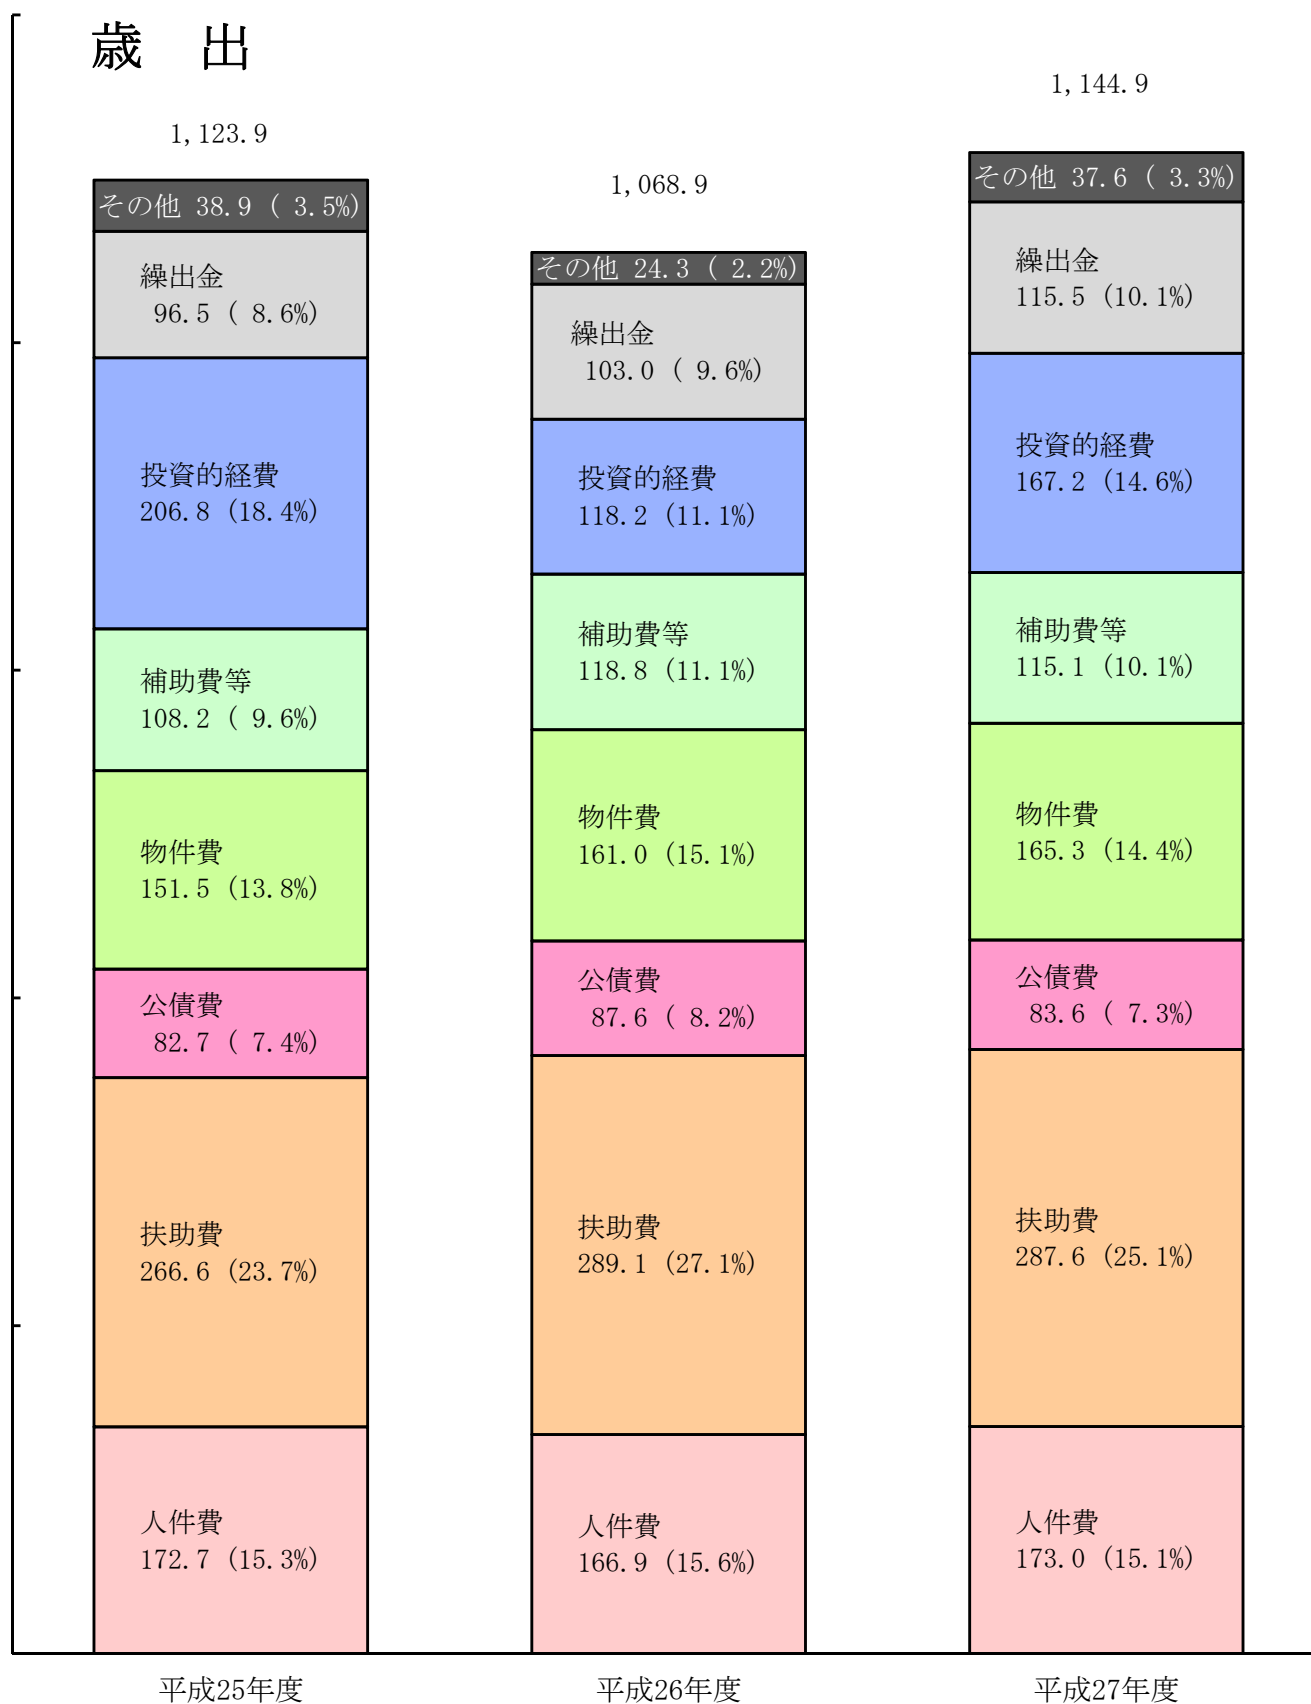 歳　出
1,123.9
その他 38.9 ( 3.5%)
繰出金
96.5 ( 8.6%)
投資的経費
206.8 (18.4%)
補助費等
108.2 ( 9.6%)
物件費
151.5 (13.8%)
公債費
82.7 ( 7.4%)
扶助費
266.6 (23.7%)
人件費
172.7 (15.3%)
平成25年度
1,068.9
その他 24.3 ( 2.2%)
繰出金
103.0 ( 9.6%)
投資的経費
118.2 (11.1%)
補助費等
118.8 (11.1%)
物件費
161.0 (15.1%)
公債費
87.6 ( 8.2%)
扶助費
289.1 (27.1%)
人件費
166.9 (15.6%)
平成26年度
1,144.9
その他 37.6 ( 3.3%)
繰出金
115.5 (10.1%)
投資的経費
167.2 (14.6%)
補助費等
115.1 (10.1%)
物件費
165.3 (14.4%)
公債費
83.6 ( 7.3%)
扶助費
287.6 (25.1%)
人件費
173.0 (15.1%)
平成27年度